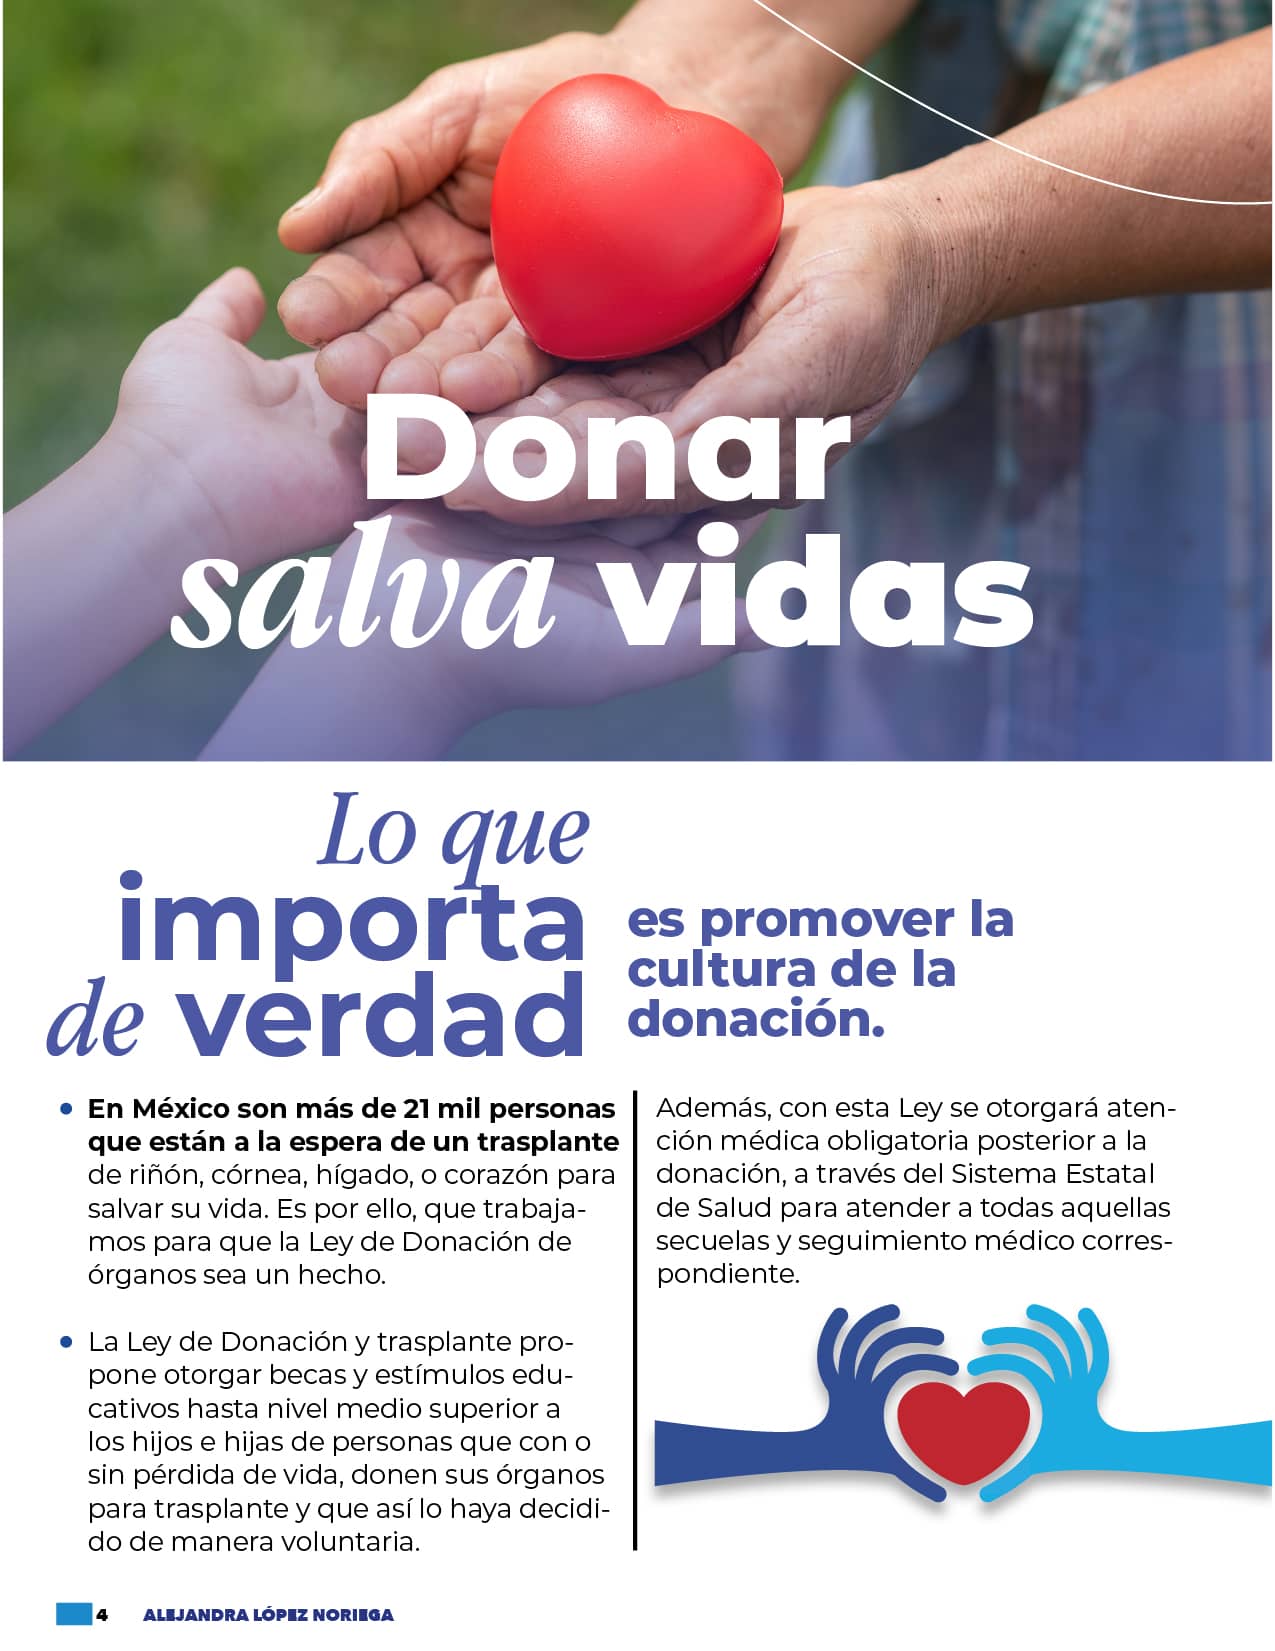 Donar
salva vidas
Lo que
importa
de verdad
es promover la
cultura de la
donación.
• En México son más de 21 mil personas
que están a la espera de un trasplante
de riñón, córnea, hígado, o corazón para
salvar su vida. Es por ello, que trabaja-
mos para que la Ley de Donación de
órganos sea un hecho.
• La Ley de Donación y trasplante pro-
pone otorgar becas y estímulos edu-
cativos hasta nivel medio superior a
los hijos e hijas de personas que con o
sin pérdida de vida, donen sus órganos
para trasplante y que así lo haya decidi-
do de manera voluntaria.
Además, con esta Ley se otorgará aten-
ción médica obligatoria posterior a la
donación, a través del Sistema Estatal
de Salud para atender a todas aquellas
secuelas y seguimiento médico corres-
pondiente.
4 ALEJANDRA LÓPEZ NORIEGA